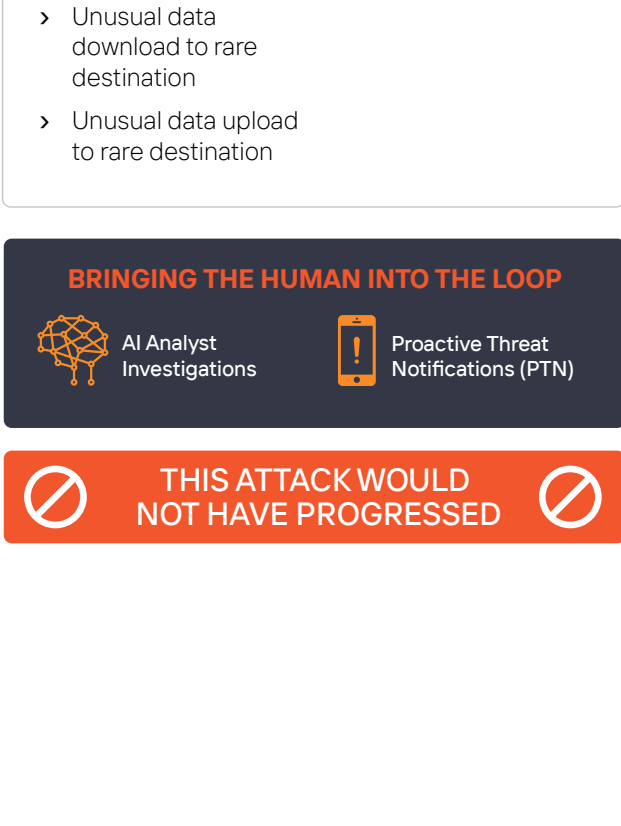 › Unusual data
download to rare
destination
› Unusual data upload
to rare destination
BRINGING THE HUMAN INTO THE LOOP
AI Analyst
Investigations
Proactive Threat
Notifications (PTN)
THIS ATTACK WOULD
NOT HAVE PROGRESSED